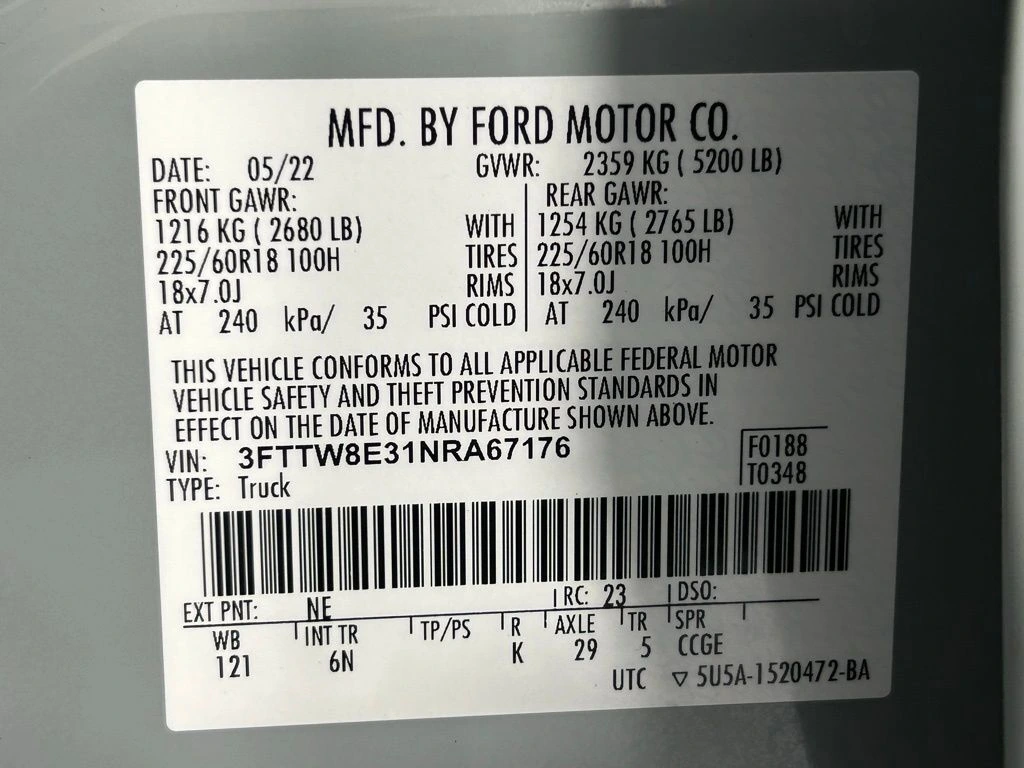 MFD. BY FORD MOTOR CO.
DATE: 05/22 GVWR: 2359 KG ( 5200 LB)
FRONT GAWR: REAR GAWR:
1216 KG ( 2680 LB) WITH 1254 KG ( 2765 LB) WITH
225/60R18 100H TIRES 225/60R18 100H TIRES
18x7.0J RIMS 18x7.0J RIMS
AT 240 kPa/ 35 PSI COLD AT 240 kPa/ 35 PSI COLD
THIS VEHICLE CONFORMS TO ALL APPLICABLE FEDERAL MOTOR
VEHICLE SAFETY AND THEFT PREVENTION STANDARDS IN
EFFECT ON THE DATE OF MANUFACTURE SHOWN ABOVE.
VIN: 3FTTW8E31NRA67176 F0188
TYPE: Truck T0348
EXT PNT: NE RC: 23 DSO:
WB INT TR TP/PS R AXLE TR SPR
121 6N K 29 5 CCGE
UTC ▽ 5U5A-1520472-BA